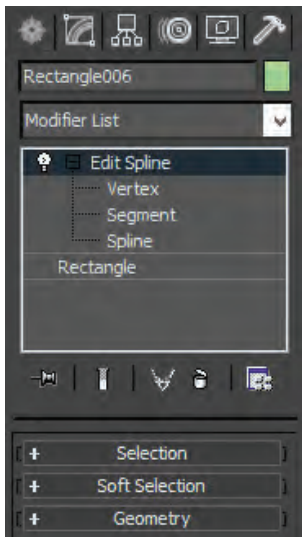 Rectangle006
Modifier List
Edit Spline
Vertex
Segment
Spline
Rectangle
+ Selection
+ Soft Selection
+ Geometry